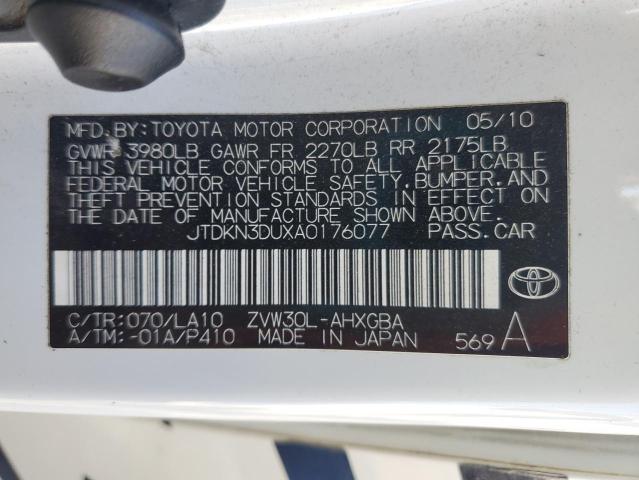 MFD. BY: TOYOTA MOTOR CORPORATION 05/10
GVWR 3980LB GAWR FR 2270LB RR 2175LB
THIS VEHICLE CONFORMS TO ALL APPLICABLE
FEDERAL MOTOR VEHICLE SAFETY, BUMPER, AND
THEFT PREVENTION STANDARDS IN EFFECT ON
THE DATE OF MANUFACTURE SHOWN ABOVE.
JTDKN3DUXA0176077 PASS. CAR
C/TR: 070/LA10 ZVW30L-AHXGBA
A/TM: -01A/P410 MADE IN JAPAN 569 A